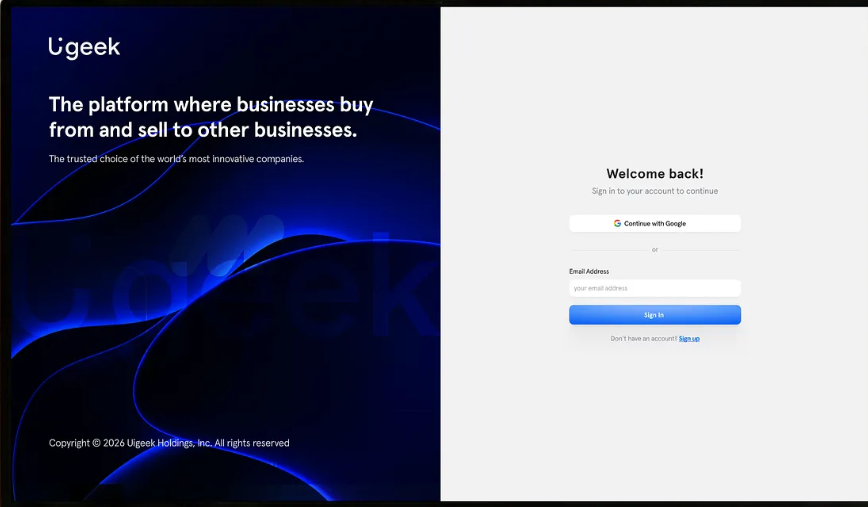 Uigeek
The platform where businesses buy
from and sell to other businesses.
The trusted choice of the world's most innovative companies.
Uigeek
Copyright © 2026 Uigeek Holdings, Inc. All rights reserved
Welcome back!
Sign in to your account to continue
Continue with Google
or
Email Address
your email address
Sign In
Don't have an account? Sign up